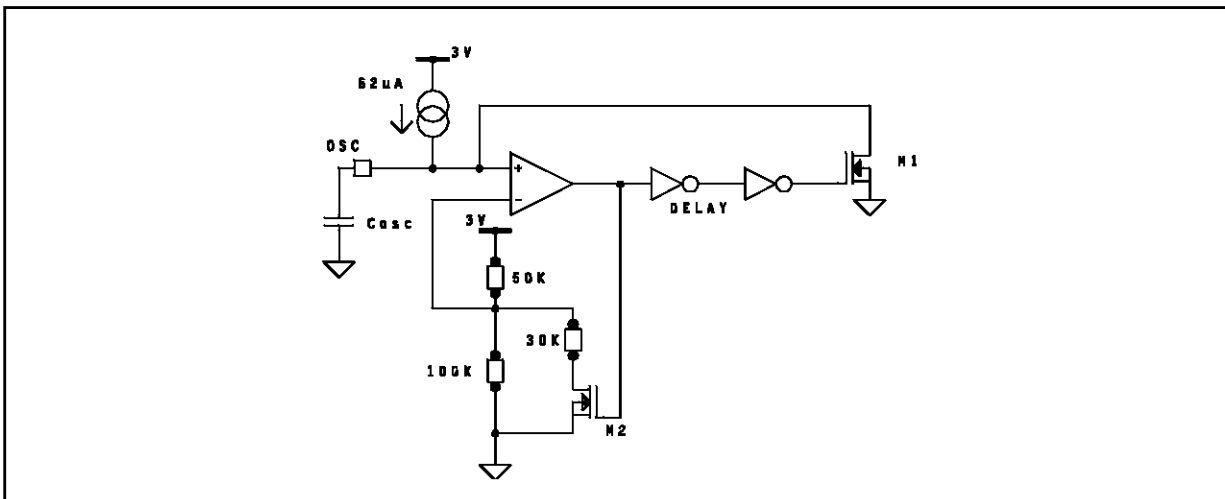 3V
62uA
OSC
M1
DELAY
Cosc
3V
50K
30K
100K
M2
+
-